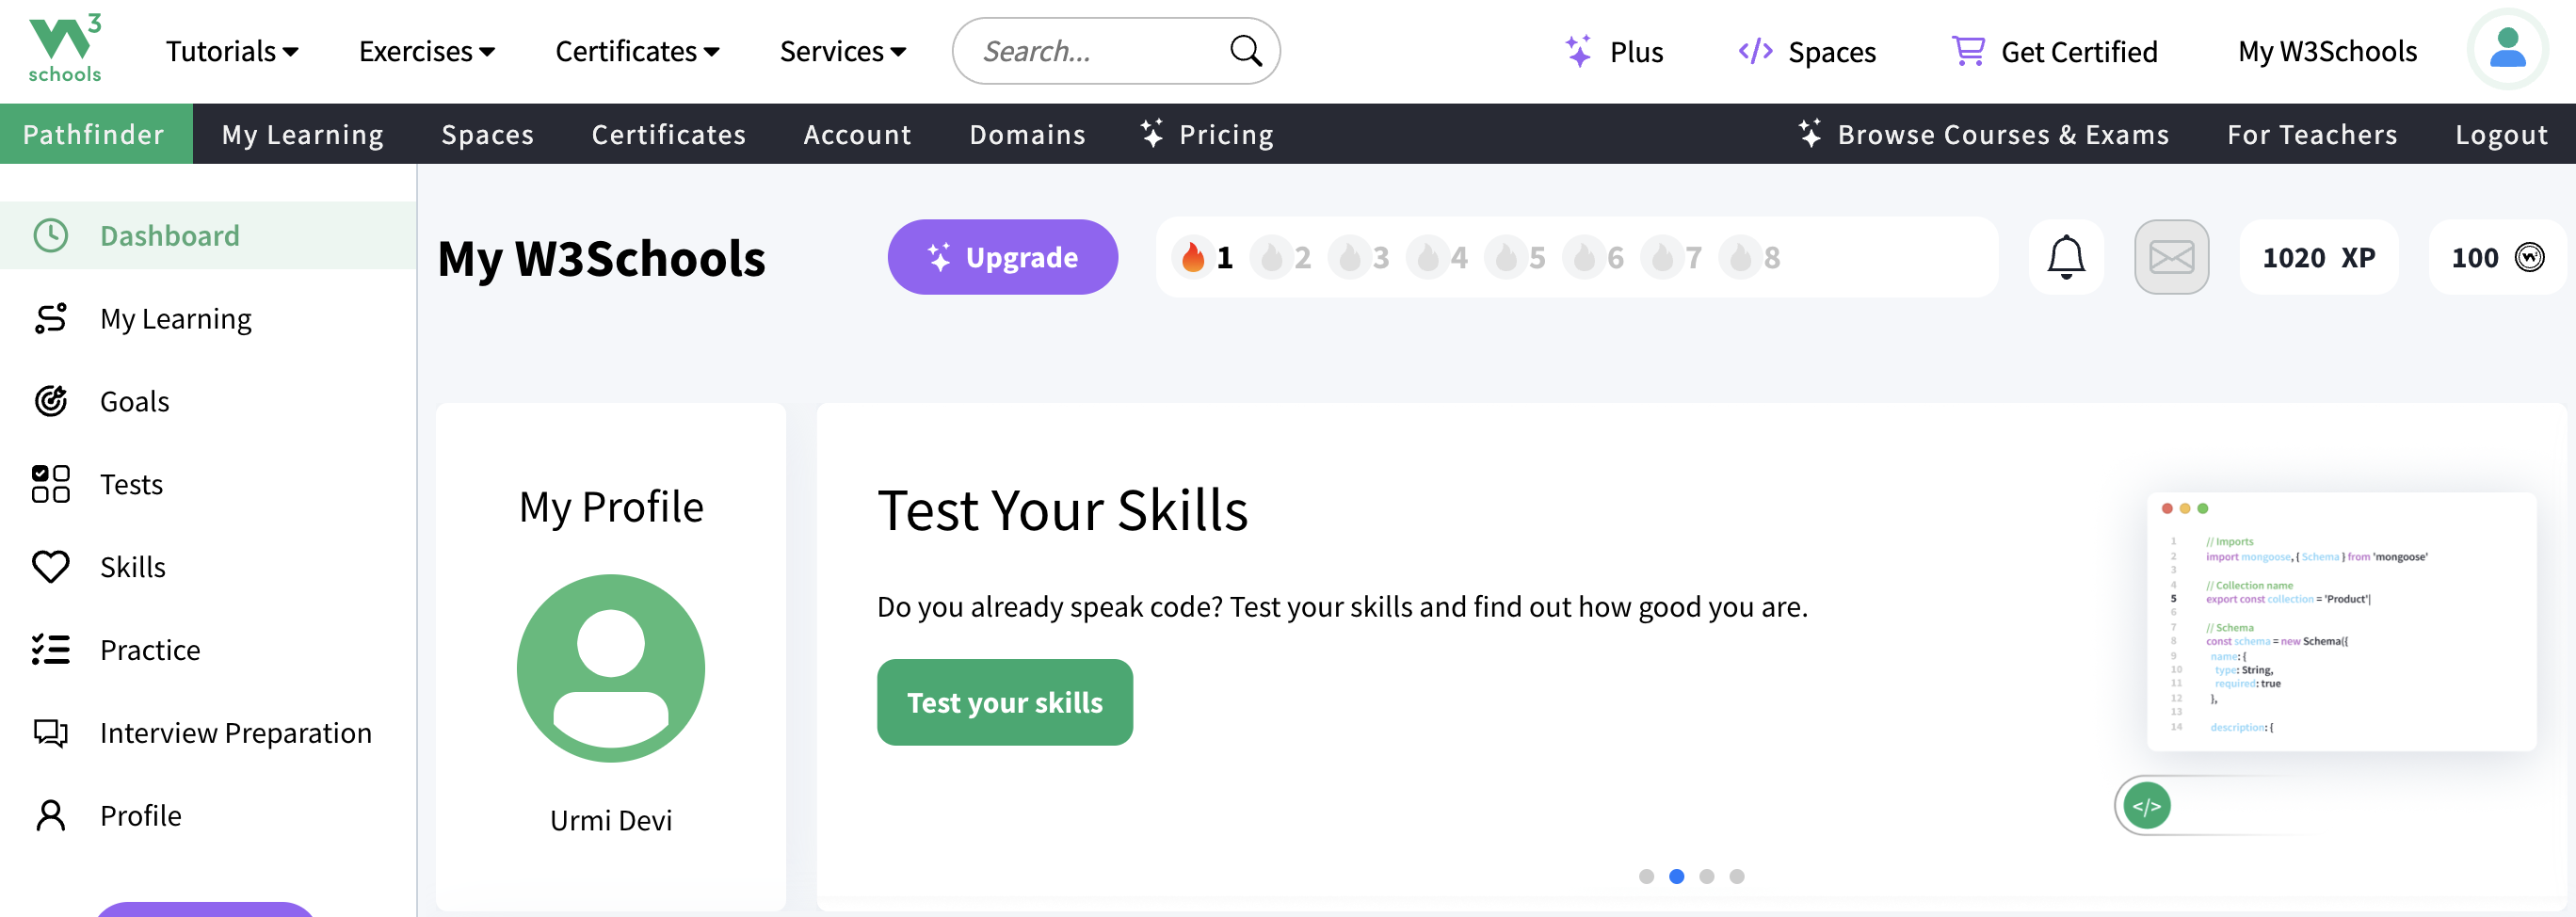 W3 schools
Tutorials Exercises Certificates Services Search... Plus </> Spaces Get Certified My W3Schools
Pathfinder My Learning Spaces Certificates Account Domains Pricing Browse Courses & Exams For Teachers Logout
Dashboard
My Learning
Goals
Tests
Skills
Practice
Interview Preparation
Profile
My W3Schools Upgrade 1 2 3 4 5 6 7 8 1020 XP 100
My Profile
Urmi Devi
Test Your Skills
Do you already speak code? Test your skills and find out how good you are.
Test your skills
1 // Imports
2 import mongoose, { Schema } from 'mongoose'
3
4 // Collection name
5 export const collection = 'Product'|
6
7 // Schema
8 const schema = new Schema({
9 name: {
10 type: String,
11 required: true
12 },
13
14 description: {
</>